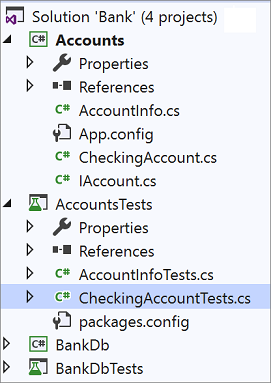 Solution 'Bank' (4 projects)
C# Accounts
Properties
References
C# AccountInfo.cs
App.config
C# CheckingAccount.cs
C# IAccount.cs
AccountsTests
Properties
References
C# AccountInfoTests.cs
C# CheckingAccountTests.cs
packages.config
C# BankDb
BankDbTests